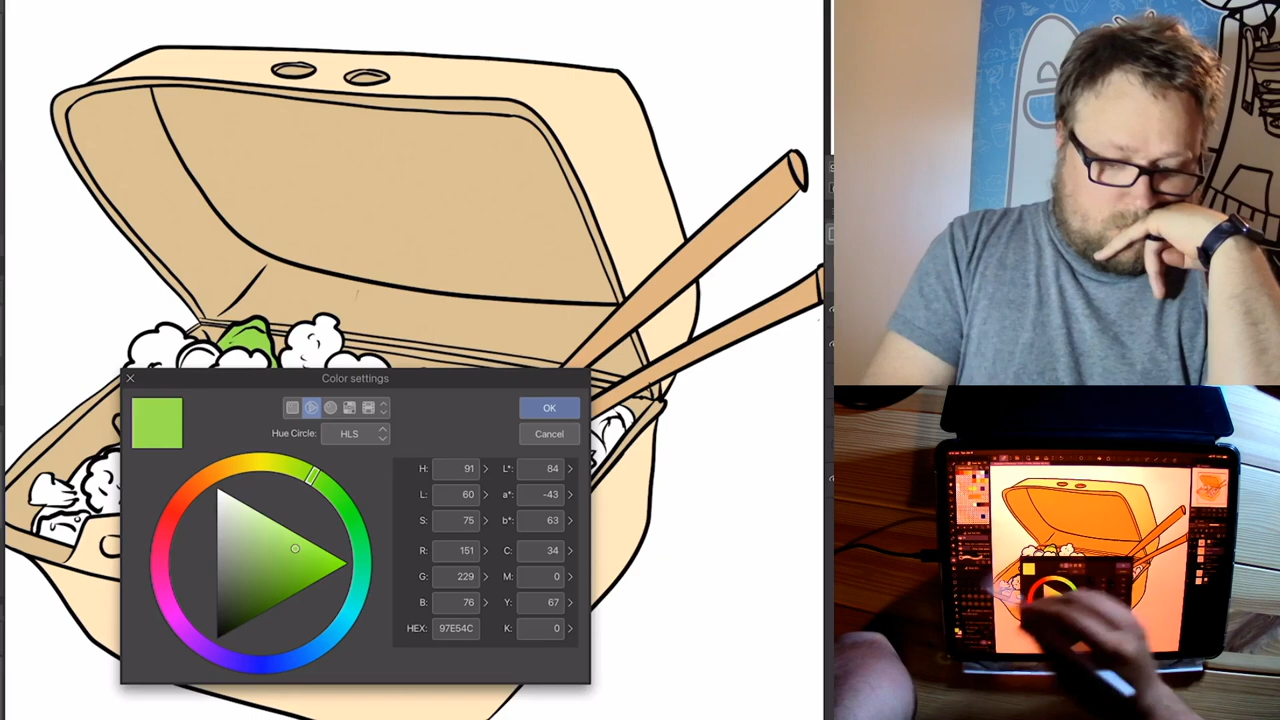 Color settings
OK
Hue Circle: HLS
Cancel
H: 91 L*: 84
L: 60 a*: -43
S: 75 b*: 63
R: 151 C: 34
G: 229 M: 0
B: 76 Y: 67
HEX: 97E54C K: 0